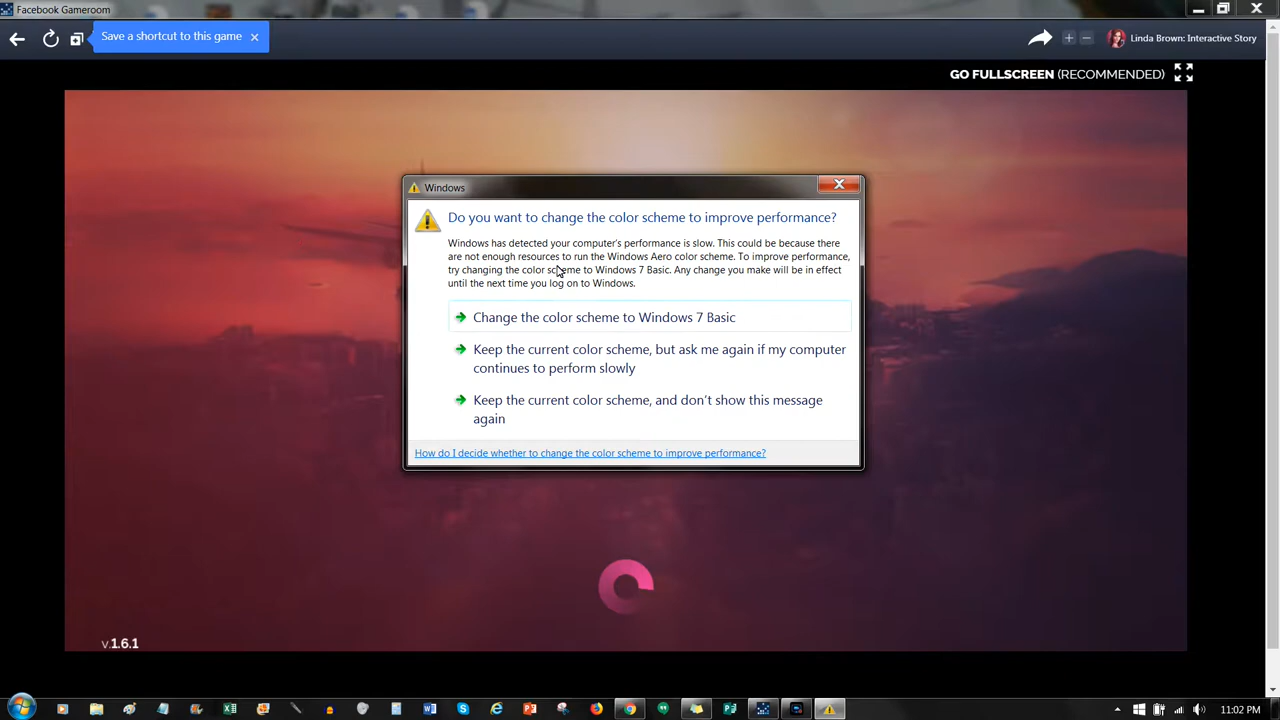 Facebook Gameroom
Save a shortcut to this game
Linda Brown: Interactive Story
GO FULLSCREEN (RECOMMENDED)
Windows
Do you want to change the color scheme to improve performance?
Windows has detected your computer's performance is slow. This could be because there
are not enough resources to run the Windows Aero color scheme. To improve performance,
try changing the color scheme to Windows 7 Basic. Any change you make will be in effect
until the next time you log on to Windows.
Change the color scheme to Windows 7 Basic
Keep the current color scheme, but ask me again if my computer
continues to perform slowly
Keep the current color scheme, and don't show this message
again
How do I decide whether to change the color scheme to improve performance?
v.1.6.1
11:02 PM